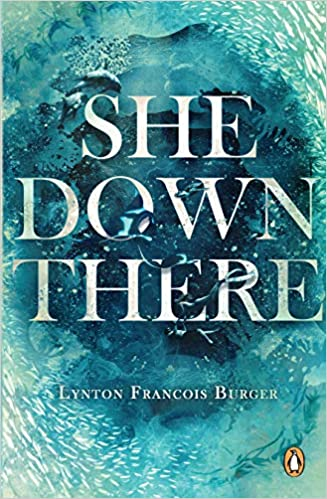 SHE
DOWN
THERE
LYNTON FRANCOIS BURGER